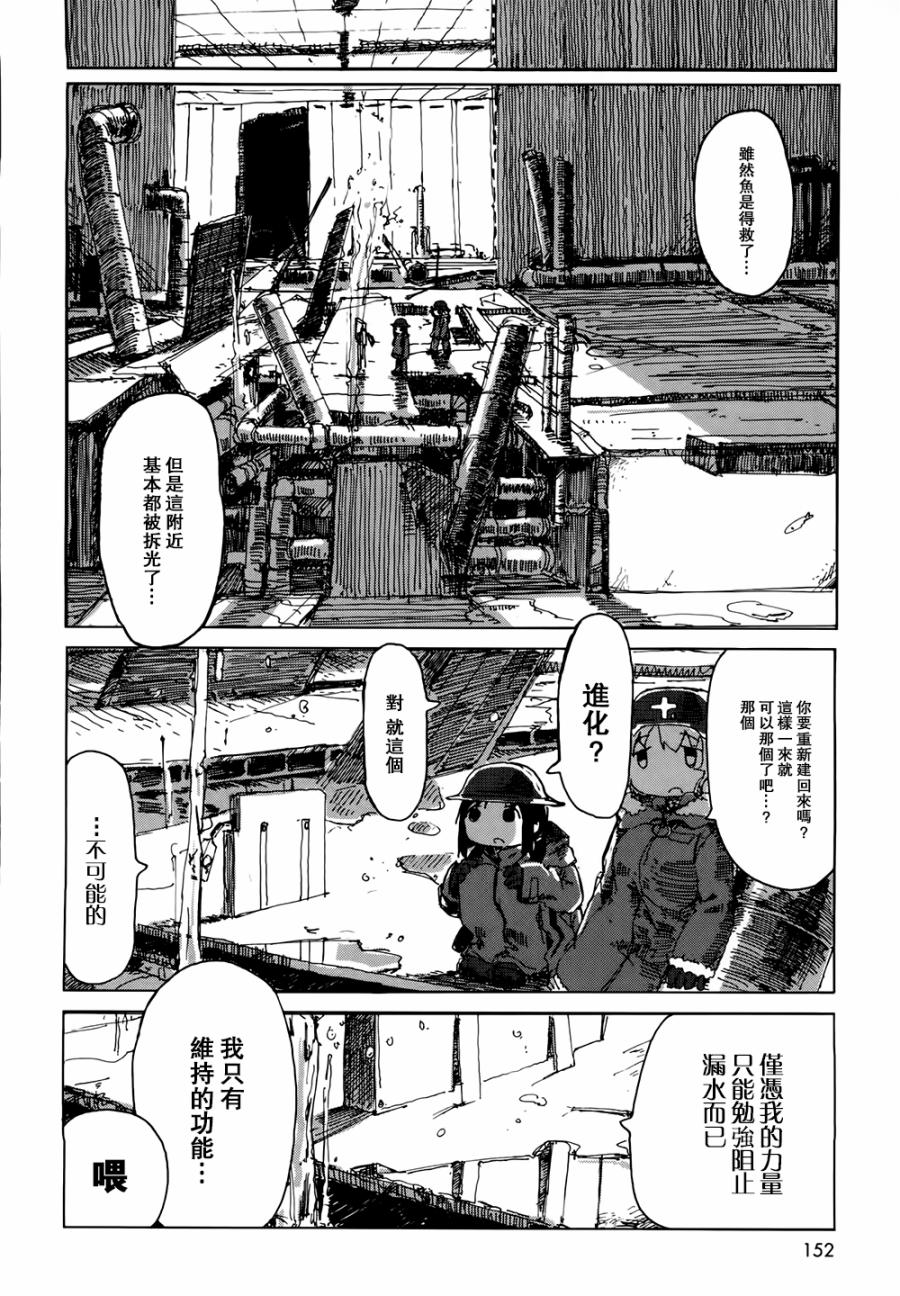 雖然魚是得救了…
但是這附近
基本都被拆光了…
你要重新建回來嗎？
這樣一來就
可以那個了吧…？
那個
進化？
對 就這個
…不可能的
僅憑我的力量
只能勉強阻止
漏水而已
我只有
維持的功能…
喂
152